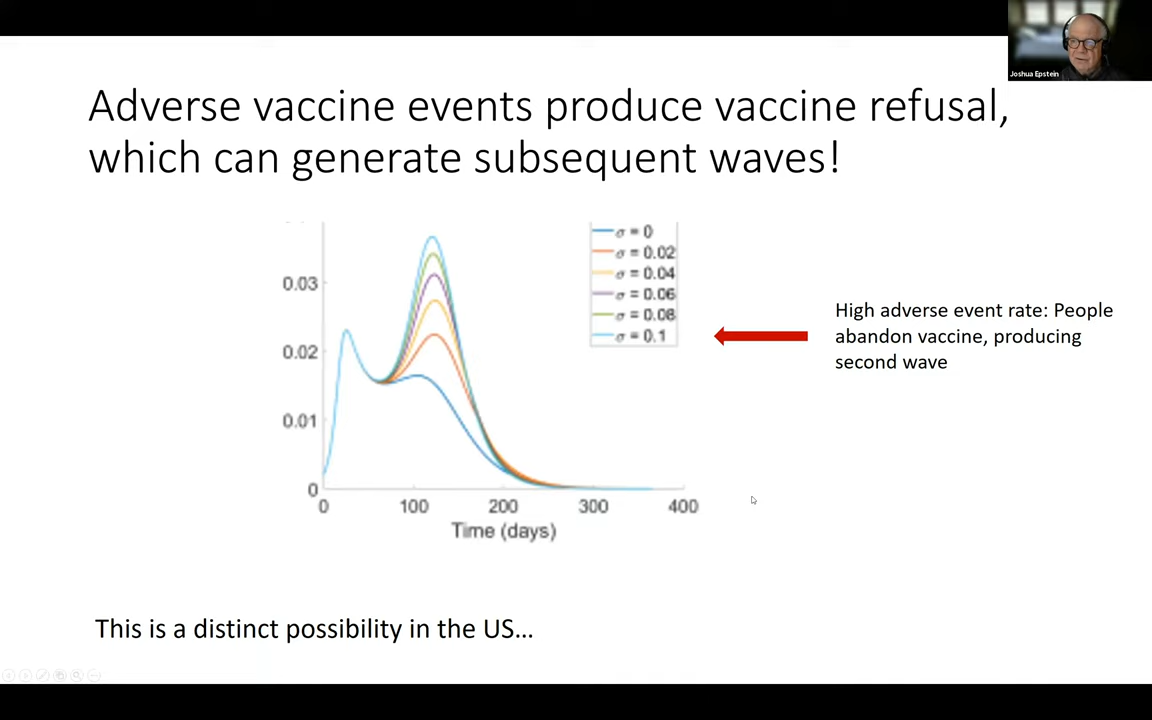 Joshua Epstein
Adverse vaccine events produce vaccine refusal,
which can generate subsequent waves!
σ = 0
σ = 0.02
σ = 0.04
σ = 0.06
σ = 0.08
σ = 0.1
0.03
0.02
0.01
0
0 100 200 300 400
Time (days)
High adverse event rate: People
abandon vaccine, producing
second wave
This is a distinct possibility in the US...